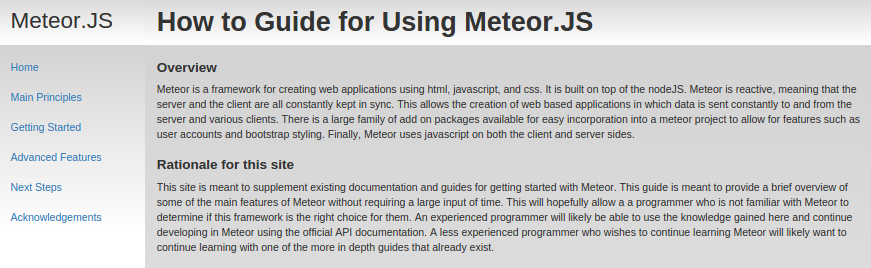 Meteor.JS
How to Guide for Using Meteor.JS
Home
Main Principles
Getting Started
Advanced Features
Next Steps
Acknowledgements
Overview
Meteor is a framework for creating web applications using html, javascript, and css. It is built on top of the nodeJS. Meteor is reactive, meaning that the
server and the client are all constantly kept in sync. This allows the creation of web based applications in which data is sent constantly to and from the
server and various clients. There is a large family of add on packages available for easy incorporation into a meteor project to allow for features such as
user accounts and bootstrap styling. Finally, Meteor uses javascript on both the client and server sides.
Rationale for this site
This site is meant to supplement existing documentation and guides for getting started with Meteor. This guide is meant to provide a brief overview of
some of the main features of Meteor without requiring a large input of time. This will hopefully allow a a programmer who is not familiar with Meteor to
determine if this framework is the right choice for them. An experienced programmer will likely be able to use the knowledge gained here and continue
developing in Meteor using the official API documentation. A less experienced programmer who wishes to continue learning Meteor will likely want to
continue learning with one of the more in depth guides that already exist.